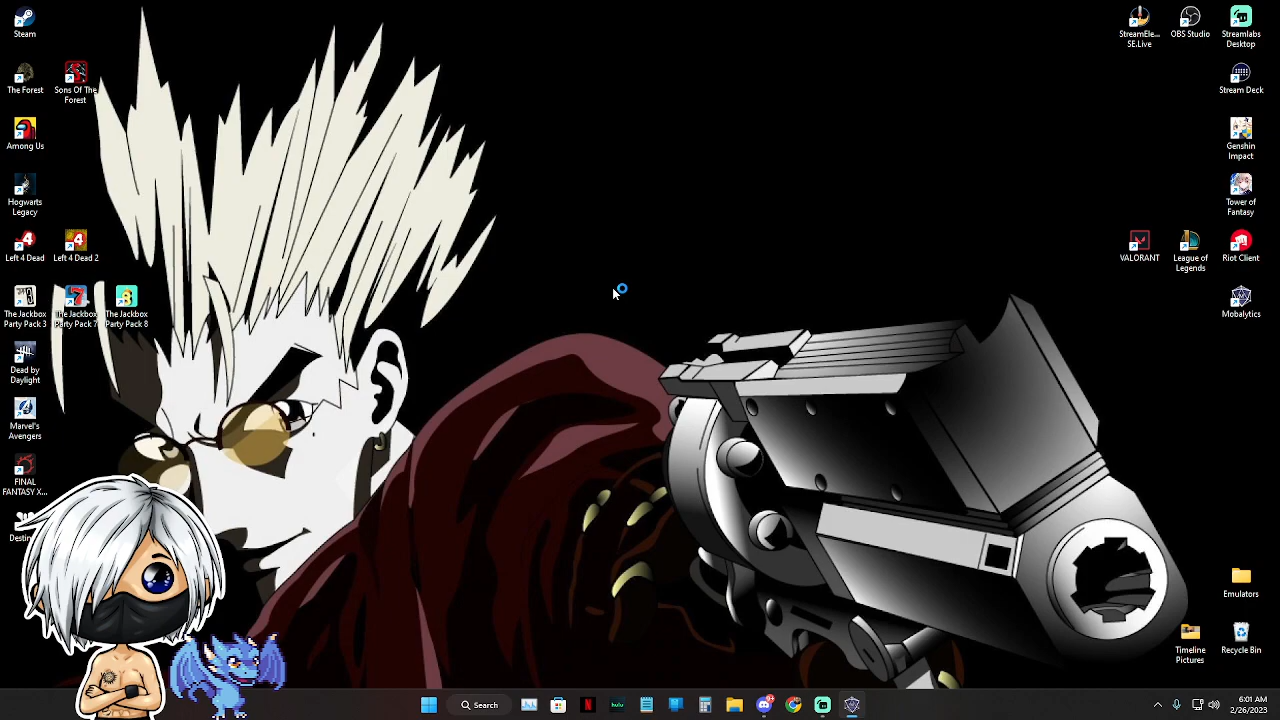 Steam
The Forest
Sons Of The
Forest
Among Us
Hogwarts
Legacy
Left 4 Dead
Left 4 Dead 2
The Jackbox
Party Pack 3
The Jackbox
Party Pack 7
The Jackbox
Party Pack 8
Dead by
Daylight
Marvel's
Avengers
FINAL
FANTASY X...
StreamEle...
SE.Live
OBS Studio
Streamlabs
Desktop
Stream Deck
Genshin
Impact
Tower of
Fantasy
VALORANT
League of
Legends
Riot Client
Mobalytics
Emulators
Timeline
Pictures
Recycle Bin
Search
hulu
6:01 AM
2/26/2023